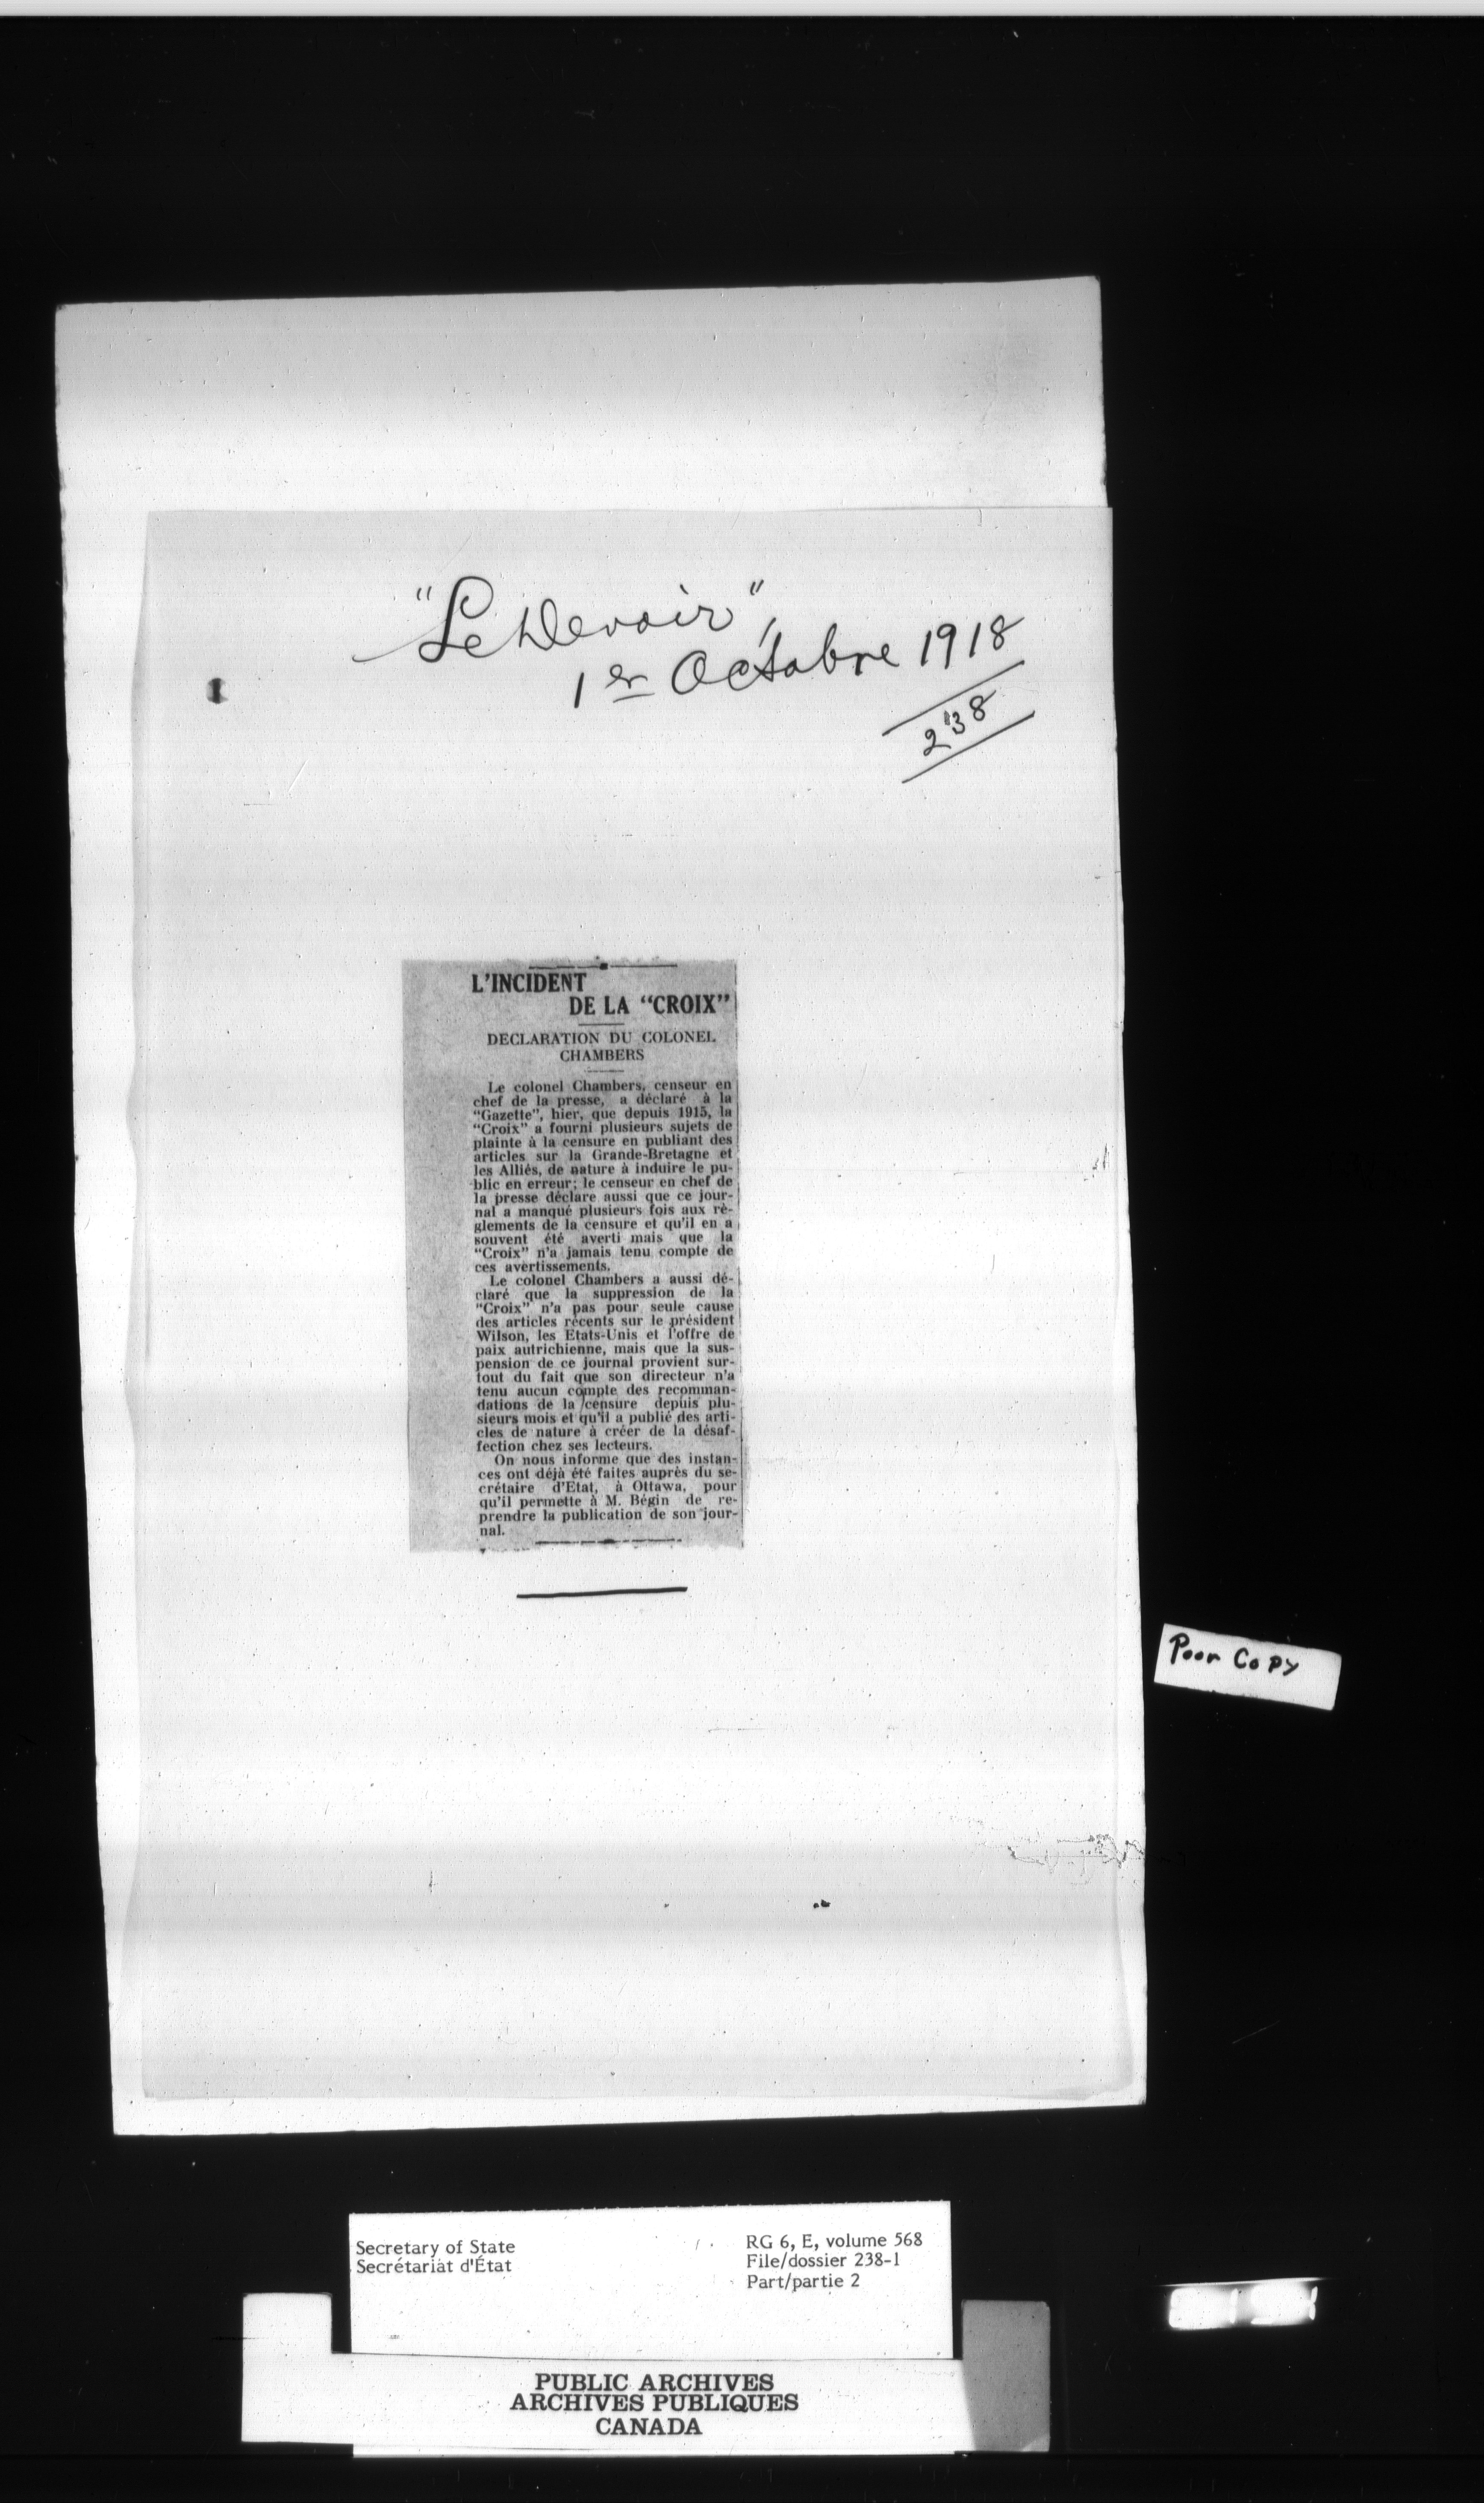 "Le Devoir",
1er Octobre 1918
238
L'INCIDENT
DE LA "CROIX"
DECLARATION DU COLONEL
CHAMBERS
Le colonel Chambers, censeur en
chef de la presse, a déclaré à la
"Gazette", hier, que depuis 1915, la
"Croix" a fourni plusieurs sujets de
plainte à la censure en publiant des
articles sur la Grande-Bretagne et
les Alliés, de nature à induire le pu-
blic en erreur; le censeur en chef de
la presse déclare aussi que ce jour-
nal a manqué plusieurs fois aux rè-
glements de la censure et qu'il en a
souvent été averti mais que la
"Croix" n'a jamais tenu compte de
ces avertissements.
Le colonel Chambers a aussi dé-
claré que la suppression de la
"Croix" n'a pas pour seule cause
des articles récents sur le président
Wilson, les Etats-Unis et l'offre de
paix autrichienne, mais que la sus-
pension de ce journal provient sur-
tout du fait que son directeur n'a
tenu aucun compte des recomman-
dations de la censure depuis plu-
sieurs mois et qu'il a publié des arti-
cles de nature à créer de la désaf-
fection chez ses lecteurs.
On nous informe que des instan-
ces ont déjà été faites auprès du se-
crétaire d'Etat, à Ottawa, pour
qu'il permette à M. Bégin de re-
prendre la publication de son jour-
nal.
Poor Copy
Secretary of State
Secrétariat d'État
RG 6, E, volume 568
File/dossier 238-1
Part/partie 2
PUBLIC ARCHIVES
ARCHIVES PUBLIQUES
CANADA